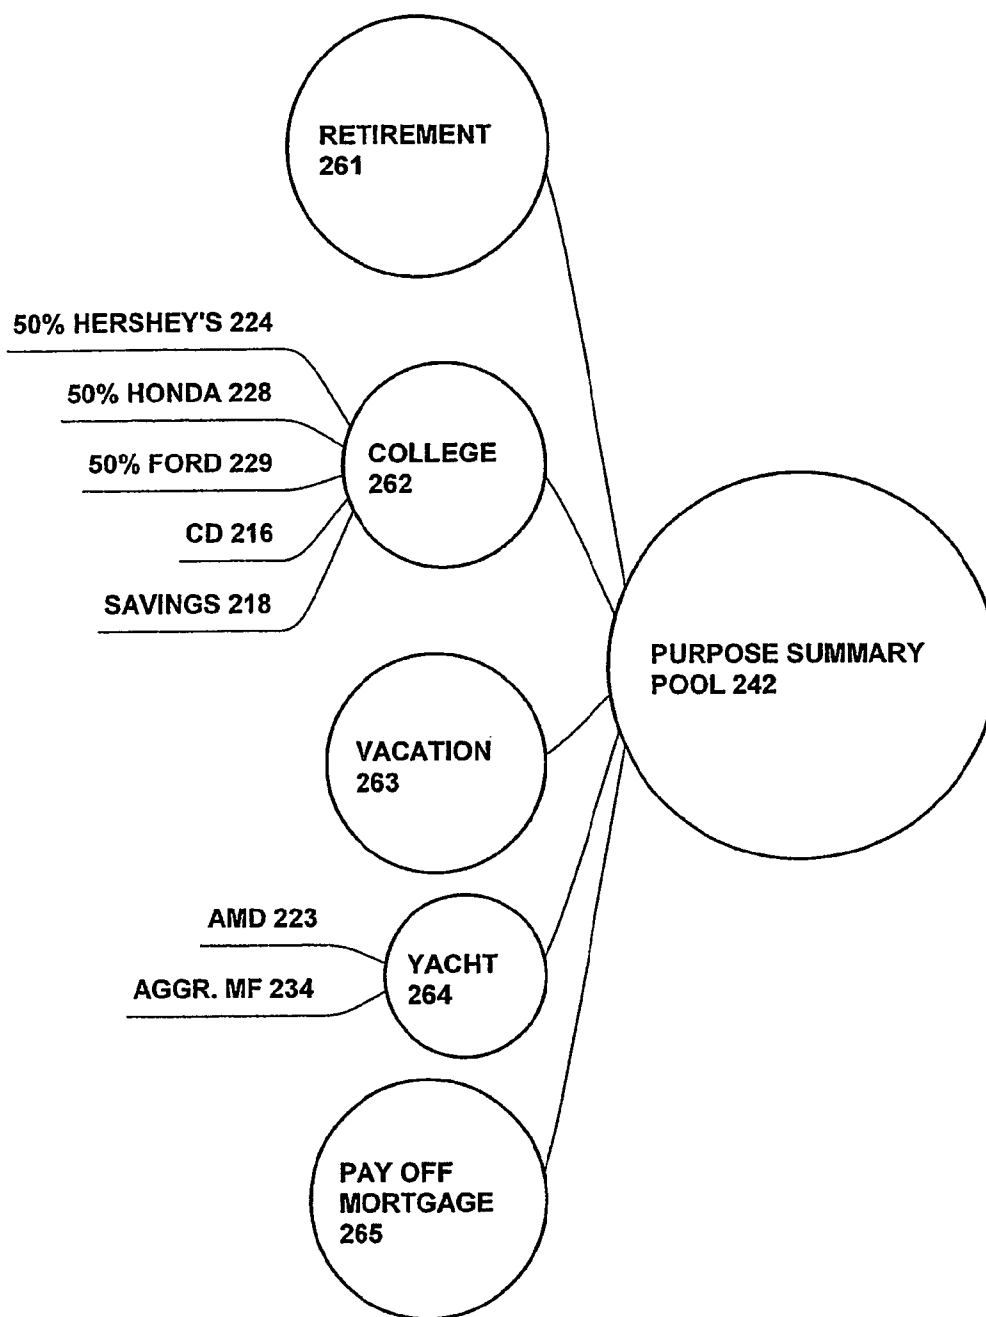 RETIREMENT
261
50% HERSHEY'S 224
50% HONDA 228
50% FORD 229
CD 216
SAVINGS 218
COLLEGE
262
PURPOSE SUMMARY
POOL 242
VACATION
263
AMD 223
AGGR. MF 234
YACHT
264
PAY OFF
MORTGAGE
265